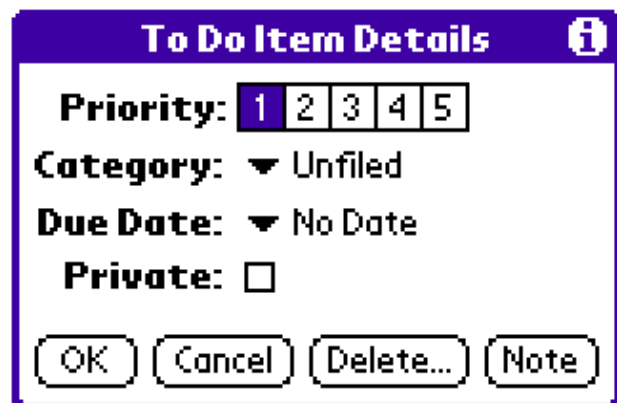 To Do Item Details i
Priority: 1 2 3 4 5
Category: Unfiled
Due Date: No Date
Private:
OK Cancel Delete... Note